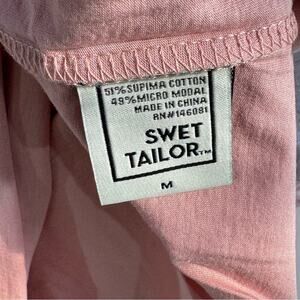 51% SUPIMA COTTON
49% MICRO MODAL
MADE IN CHINA
RN#146081
SWET
TAILOR™
M